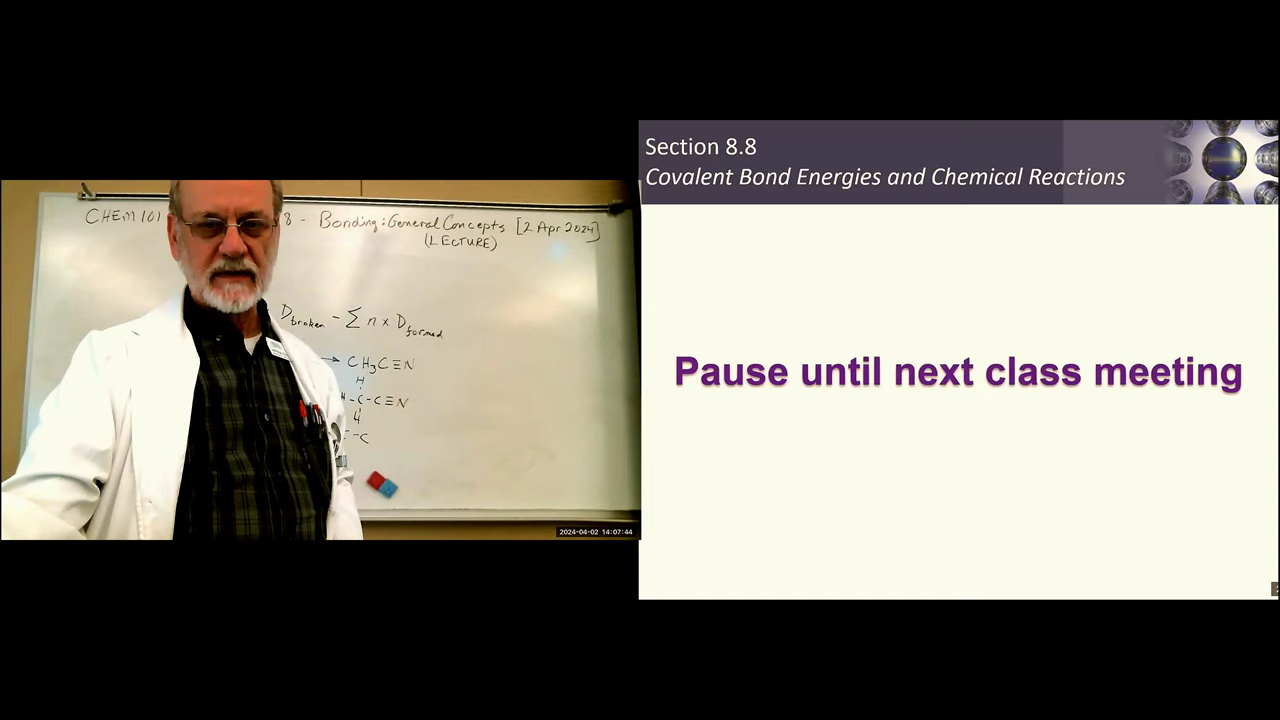 CHEM 101 8 - Bonding: General Concepts [2 Apr 2024]
(LECTURE)
D broken - ∑ n x D formed
→ CH₃C≡N
H
H-C-C≡N
H
C
2024-04-02 14:07:44
Section 8.8
Covalent Bond Energies and Chemical Reactions
Pause until next class meeting